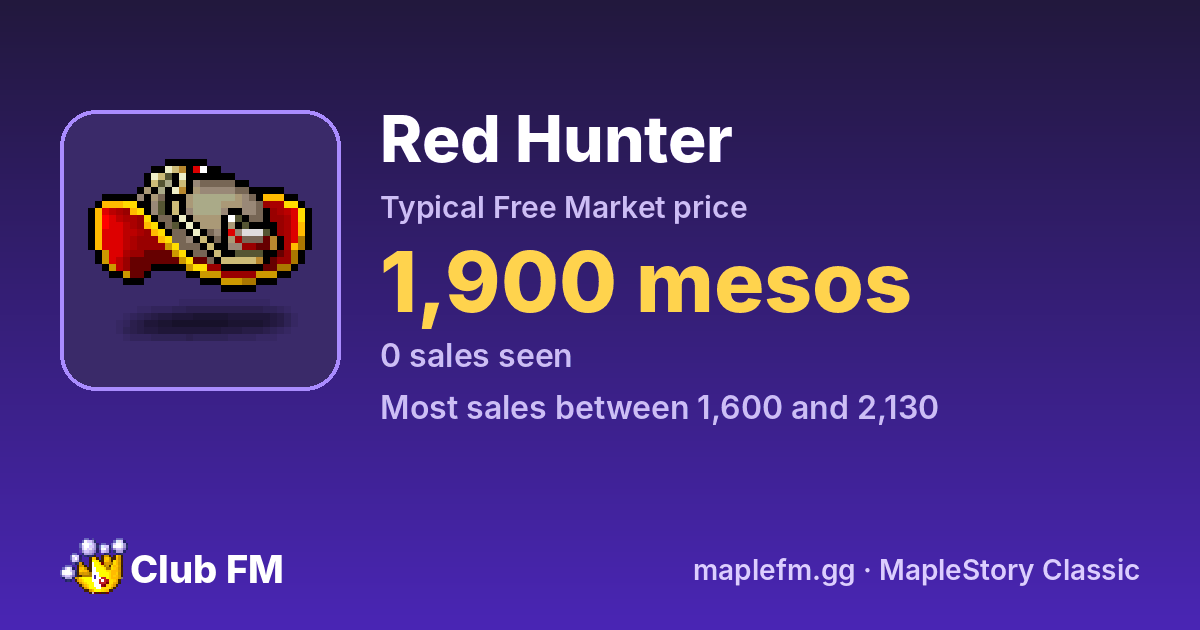 Red Hunter
Typical Free Market price
1,900 mesos
0 sales seen
Most sales between 1,600 and 2,130
Club FM
maplefm.gg · MapleStory Classic